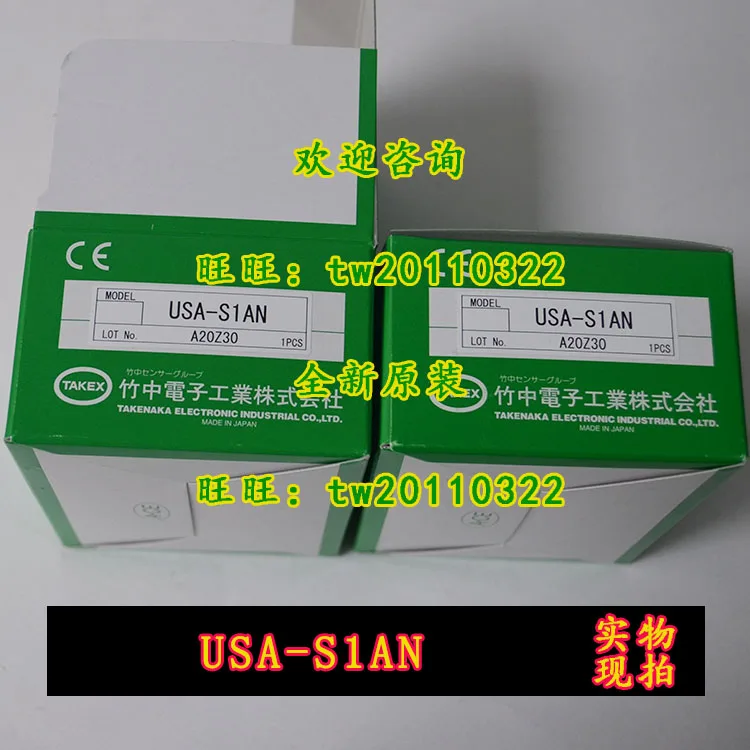 欢迎咨询
CE
旺旺：tw20110322
MODEL
USA-S1AN
LOT No.
A20Z30
1PCS
竹中センサーグループ
TAKEX
竹中電子工業株式会社
TAKENAKA ELECTRONIC INDUSTRIAL CO.,LTD.
MADE IN JAPAN
CE
MODEL
USA-S1AN
LOT No.
A20Z30
1PCS
竹中センサーグループ
EX
竹中電子工業株式会社
TAKENAKA ELECTRONIC INDUSTRIAL CO.,LTD.
MADE IN JAPAN
全新原装
旺旺：tw20110322
USA-S1AN
实物
现拍